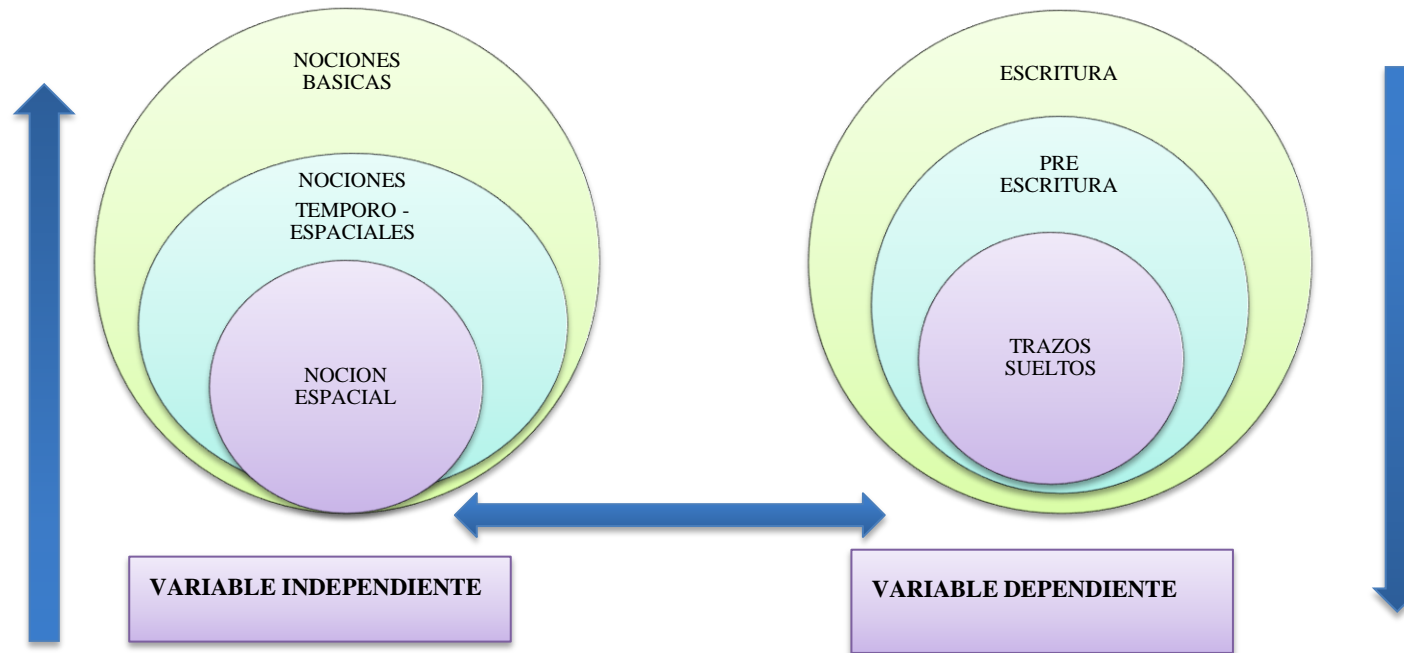 NOCIONES
BASICAS
NOCIONES
TEMPORO -
ESPACIALES
NOCION
ESPACIAL
VARIABLE INDEPENDIENTE
ESCRITURA
PRE
ESCRITURA
TRAZOS
SUELTOS
VARIABLE DEPENDIENTE